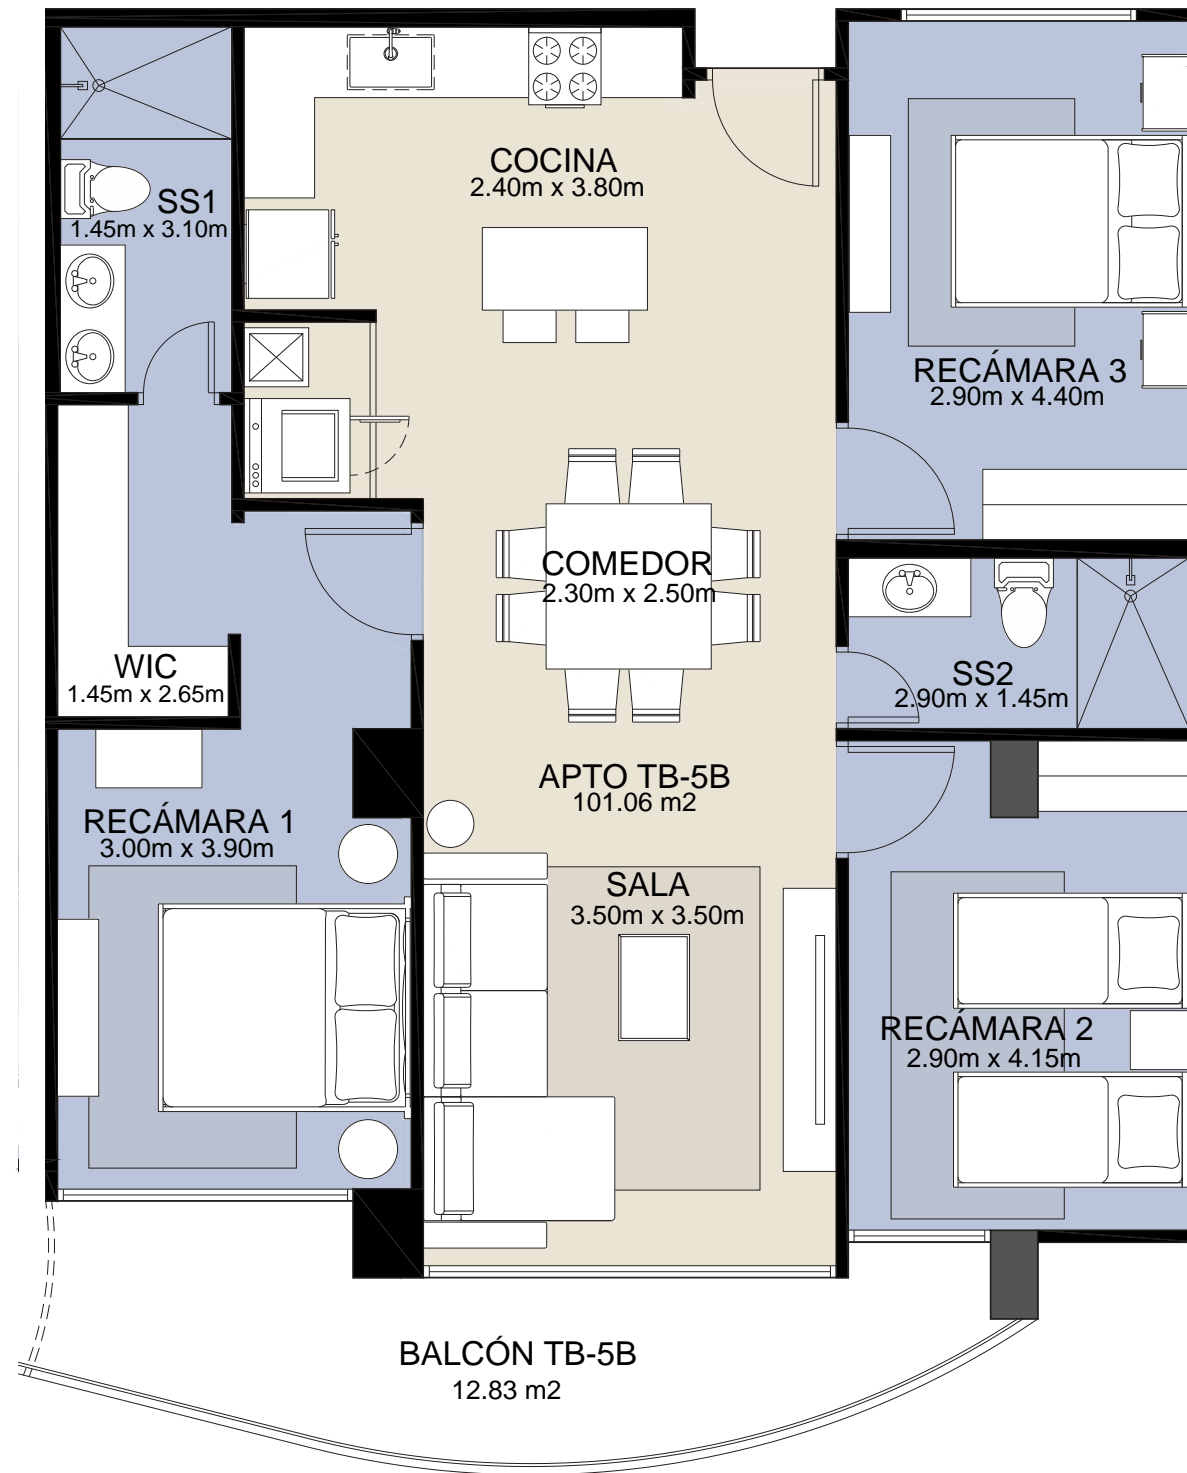 COCINA
2.40m x 3.80m
SS1
1.45m x 3.10m
RECÁMARA 3
2.90m x 4.40m
COMEDOR
2.30m x 2.50m
WIC
1.45m x 2.65m
SS2
2.90m x 1.45m
APTO TB-5B
101.06 m2
RECÁMARA 1
3.00m x 3.90m
SALA
3.50m x 3.50m
RECÁMARA 2
2.90m x 4.15m
BALCÓN TB-5B
12.83 m2